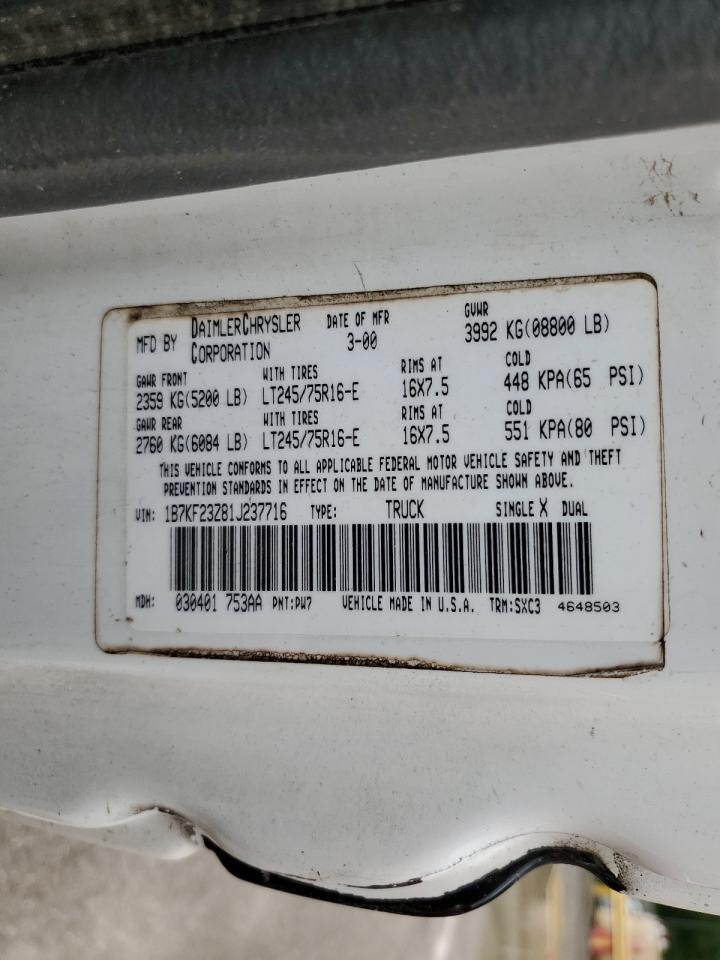 MFD BY DAIMLERCHRYSLER CORPORATION DATE OF MFR 3-00 GVWR 3992 KG(08800 LB)
GAWR FRONT WITH TIRES RIMS AT COLD
2359 KG(5200 LB) LT245/75R16-E 16X7.5 448 KPA(65 PSI)
GAWR REAR WITH TIRES RIMS AT COLD
2760 KG(6084 LB) LT245/75R16-E 16X7.5 551 KPA(80 PSI)
THIS VEHICLE CONFORMS TO ALL APPLICABLE FEDERAL MOTOR VEHICLE SAFETY AND THEFT
PREVENTION STANDARDS IN EFFECT ON THE DATE OF MANUFACTURE SHOWN ABOVE.
VIN: 1B7KF23Z81J237716 TYPE: TRUCK SINGLE X DUAL
MDH: 030401 753AA PNT:PW7 VEHICLE MADE IN U.S.A. TRM:SXC3 4648503